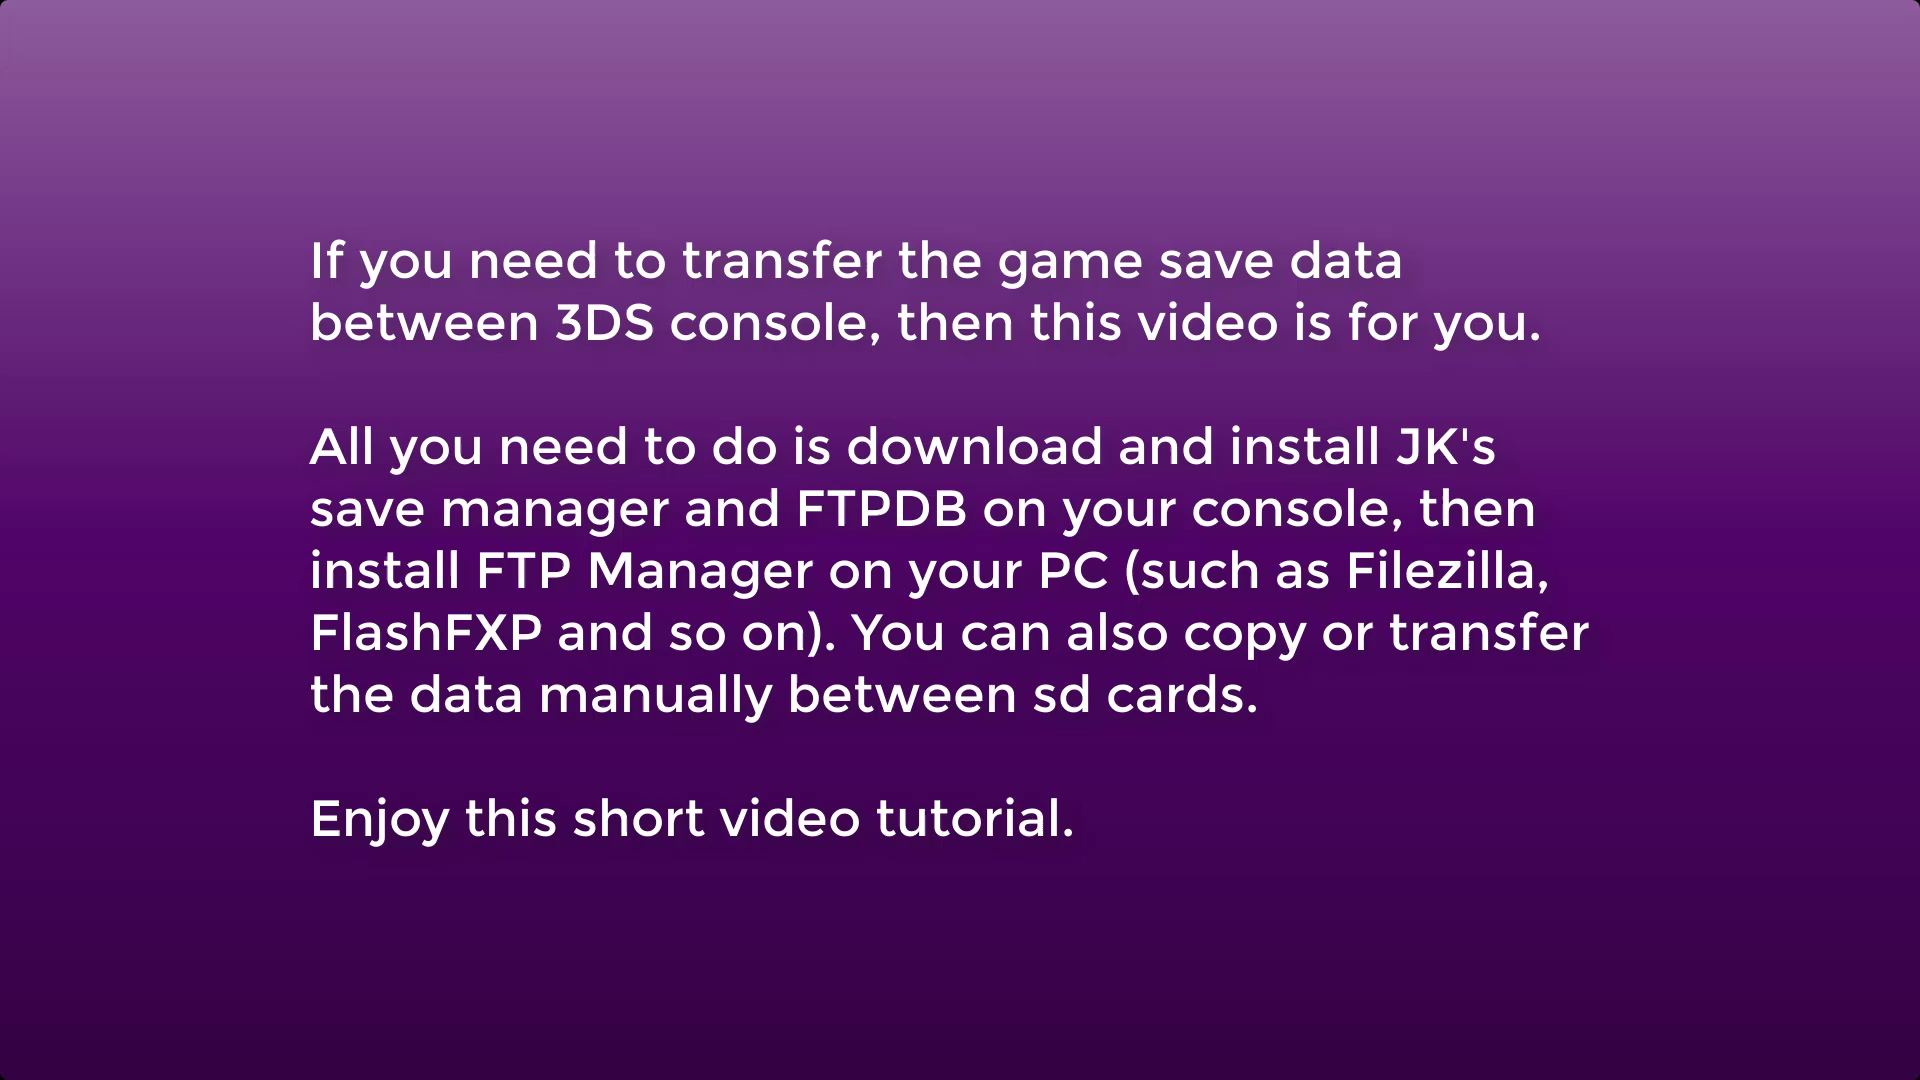 If you need to transfer the game save data
between 3DS console, then this video is for you.
All you need to do is download and install JK's
save manager and FTPDB on your console, then
install FTP Manager on your PC (such as Filezilla,
FlashFXP and so on). You can also copy or transfer
the data manually between sd cards.
Enjoy this short video tutorial.